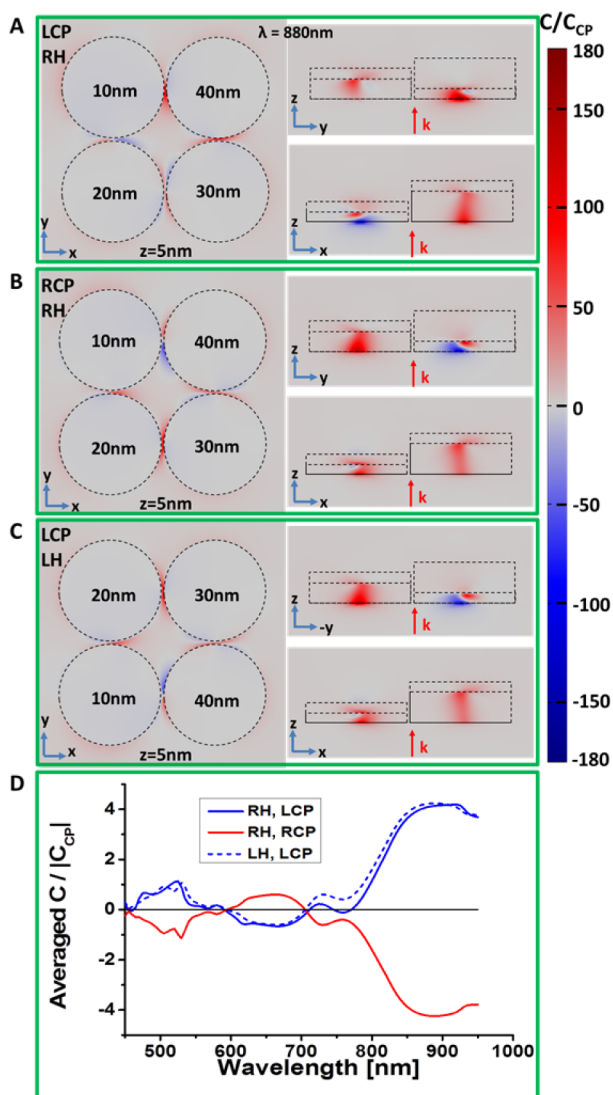 A LCP λ = 880nm C/C_CP
RH
10nm 40nm
20nm 30nm
z=5nm
y
x
z
y
k
z
x
k
B RCP
RH
10nm 40nm
20nm 30nm
z=5nm
y
x
z
y
k
z
x
k
C LCP
LH
20nm 30nm
10nm 40nm
z=5nm
y
x
z
-y
k
z
x
k
180
150
100
50
0
-50
-100
-150
-180
D
RH, LCP
RH, RCP
LH, LCP
Averaged C / |C_CP|
4
2
0
-2
-4
500 600 700 800 900 1000
Wavelength [nm]